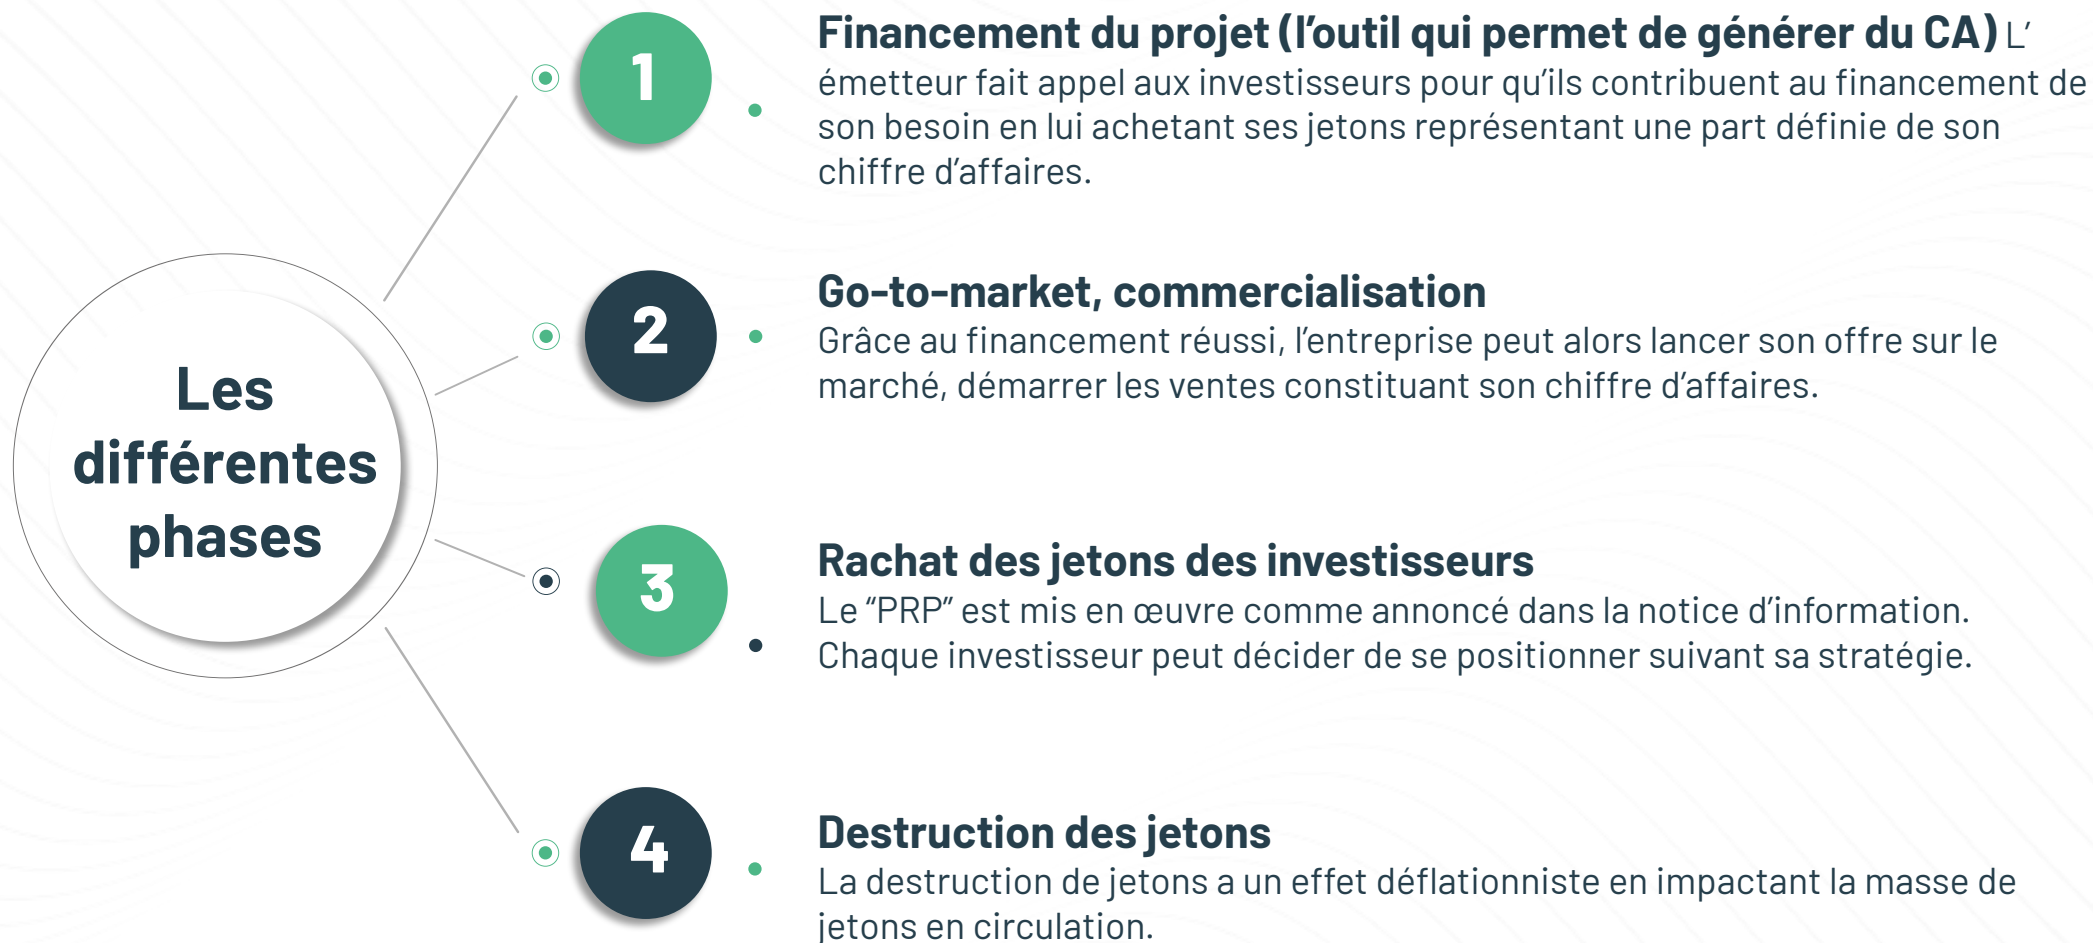 Les
différentes
phases
1
Financement du projet (l’outil qui permet de générer du CA) L’
émetteur fait appel aux investisseurs pour qu’ils contribuent au financement de
son besoin en lui achetant ses jetons représentant une part définie de son
chiffre d’affaires.
2
Go-to-market, commercialisation
Grâce au financement réussi, l’entreprise peut alors lancer son offre sur le
marché, démarrer les ventes constituant son chiffre d’affaires.
3
Rachat des jetons des investisseurs
Le “PRP” est mis en œuvre comme annoncé dans la notice d’information.
Chaque investisseur peut décider de se positionner suivant sa stratégie.
4
Destruction des jetons
La destruction de jetons a un effet déflationniste en impactant la masse de
jetons en circulation.